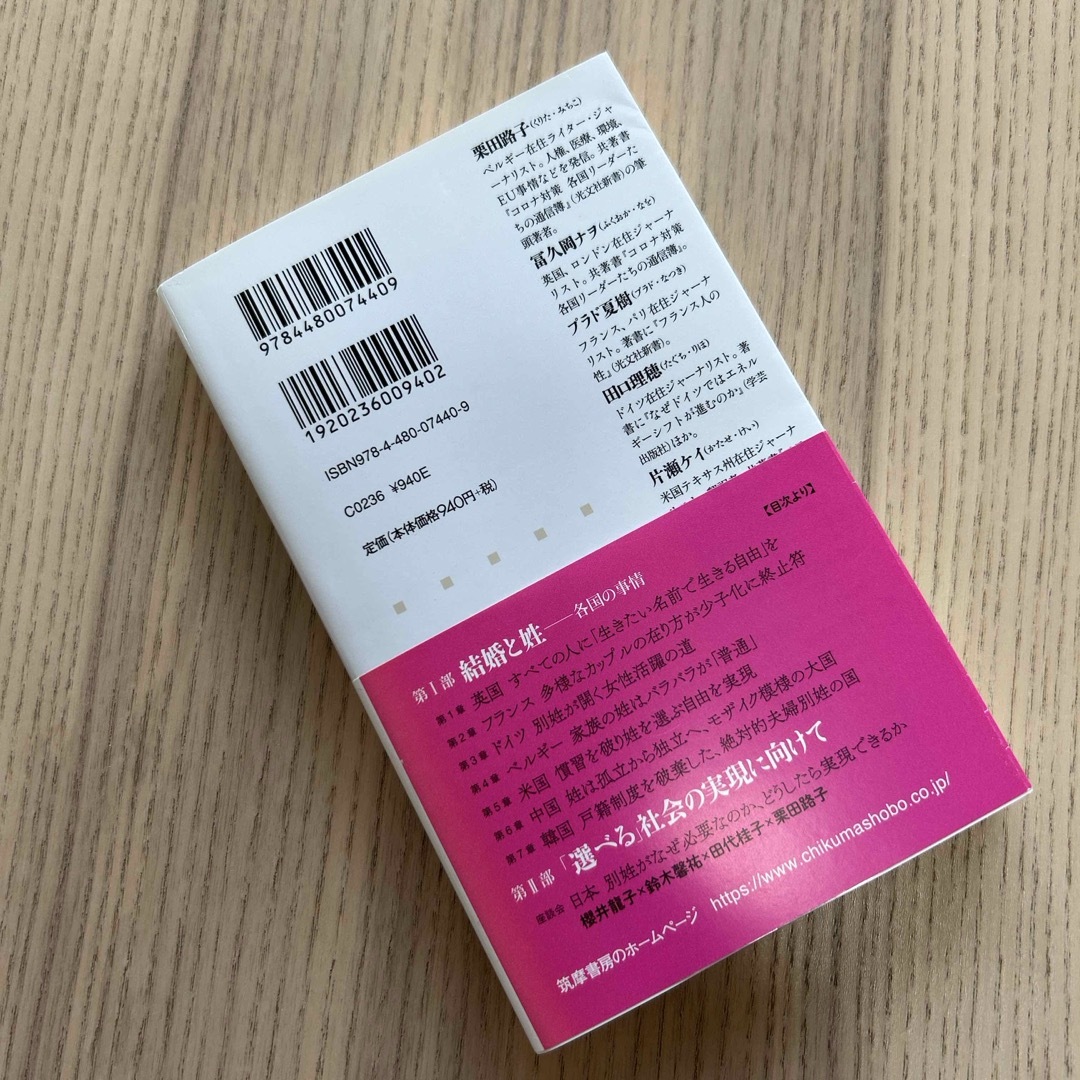 栗田路子(くりた・みちこ)
ベルギー在住ライター・ジャ
ーナリスト。人権、医療、環境、
EU事情などを発信。共著書
『コロナ対策 各国リーダーた
ちの通信簿』(光文社新書)の筆
頭著者。
冨久岡ナヲ(ふくおか・なを)
英国、ロンドン在住ジャーナ
リスト。共著書『コロナ対策
各国リーダーたちの通信簿』。
プラド夏樹(プラド・なつき)
フランス、パリ在住ジャーナ
リスト。著書に『フランス人の
性』(光文社新書)。
田口理穂(たぐち・りほ)
ドイツ在住ジャーナリスト。著
書に『なぜドイツではエネル
ギーシフトが進むのか』(学芸
出版社)ほか。
片瀬ケイ(かたせ・けい)
米国テキサス州在住ジャーナ
9784480074409
1920236009402
ISBN978-4-480-07440-9
C0236 ¥940E
定価(本体価格940円+税)
【目次より】
第Ⅰ部 結婚と姓——各国の事情
第1章 英国 すべての人に「生きたい名前で生きる自由」を
第2章 フランス 多様なカップルの在り方が少子化に終止符
第3章 ドイツ 別姓が開く女性活躍の道
第4章 ベルギー 家族の姓はバラバラが「普通」
第5章 米国 慣習を破り姓を選ぶ自由を実現
第6章 中国 姓は孤立から独立へ、モザイク模様の大国
第7章 韓国 戸籍制度を破棄した、絶対的夫婦別姓の国
第Ⅱ部 「選べる」社会の実現に向けて
座談会 日本 別姓がなぜ必要なのか、どうしたら実現できるか
櫻井龍子×鈴木馨祐×田代桂子×栗田路子
筑摩書房のホームページ https://www.chikumashobo.co.jp/